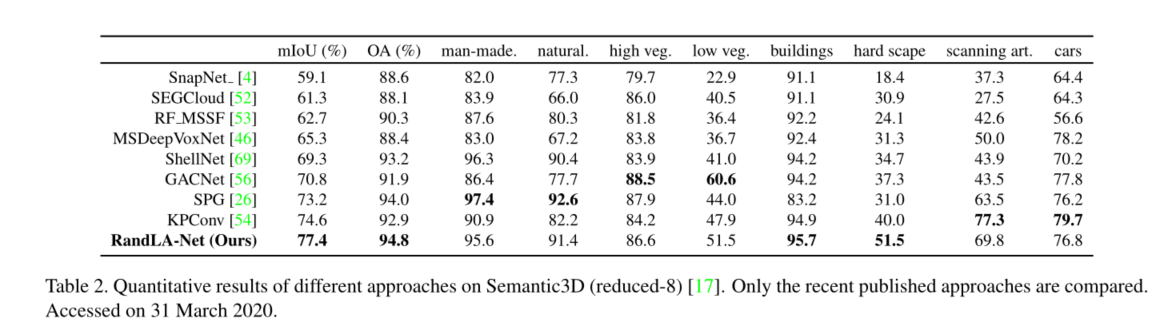 mIoU (%) OA (%) man-made. natural. high veg. low veg. buildings hard scape scanning art. cars
SnapNet_ [4] 59.1 88.6 82.0 77.3 79.7 22.9 91.1 18.4 37.3 64.4
SEGCloud [52] 61.3 88.1 83.9 66.0 86.0 40.5 91.1 30.9 27.5 64.3
RF_MSSF [53] 62.7 90.3 87.6 80.3 81.8 36.4 92.2 24.1 42.6 56.6
MSDeepVoxNet [46] 65.3 88.4 83.0 67.2 83.8 36.7 92.4 31.3 50.0 78.2
ShellNet [69] 69.3 93.2 96.3 90.4 83.9 41.0 94.2 34.7 43.9 70.2
GACNet [56] 70.8 91.9 86.4 77.7 88.5 60.6 94.2 37.3 43.5 77.8
SPG [26] 73.2 94.0 97.4 92.6 87.9 44.0 83.2 31.0 63.5 76.2
KPConv [54] 74.6 92.9 90.9 82.2 84.2 47.9 94.9 40.0 77.3 79.7
RandLA-Net (Ours) 77.4 94.8 95.6 91.4 86.6 51.5 95.7 51.5 69.8 76.8
Table 2. Quantitative results of different approaches on Semantic3D (reduced-8) [17]. Only the recent published approaches are compared.
Accessed on 31 March 2020.